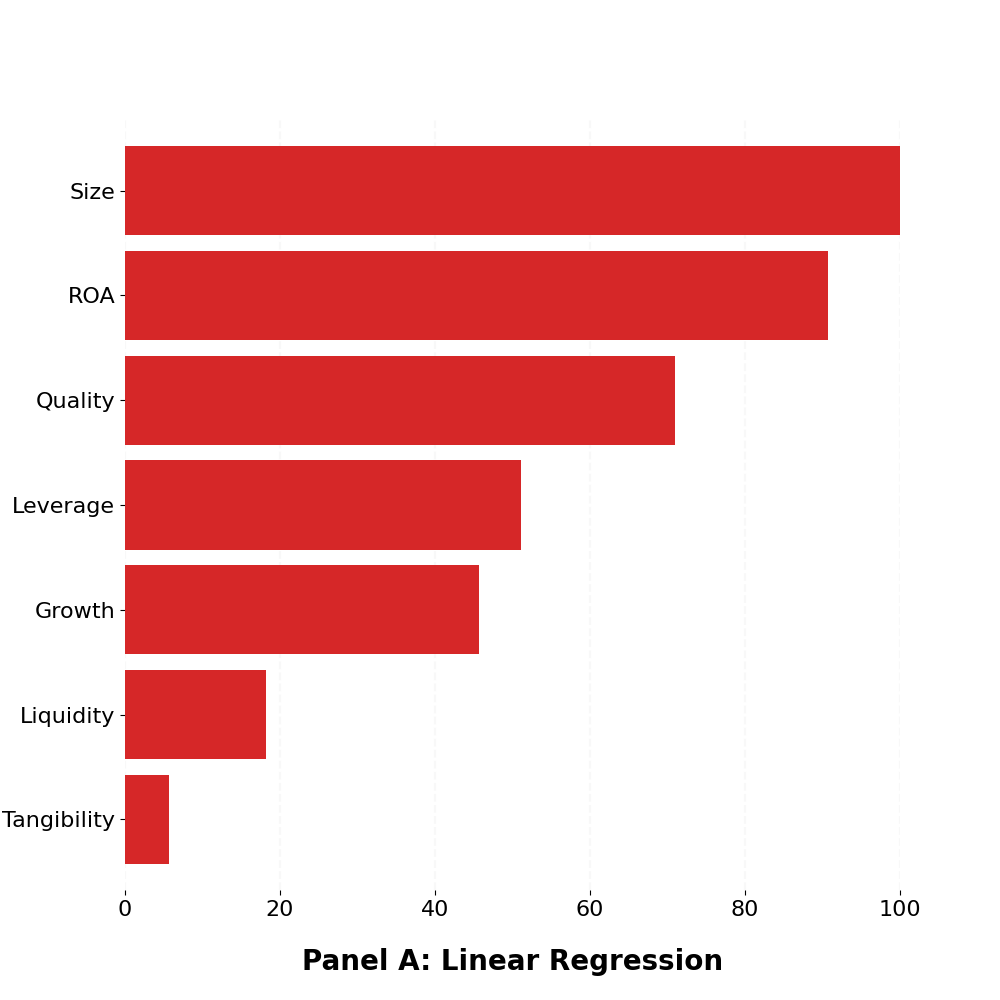 Size
ROA
Quality
Leverage
Growth
Liquidity
Tangibility
0 20 40 60 80 100
Panel A: Linear Regression